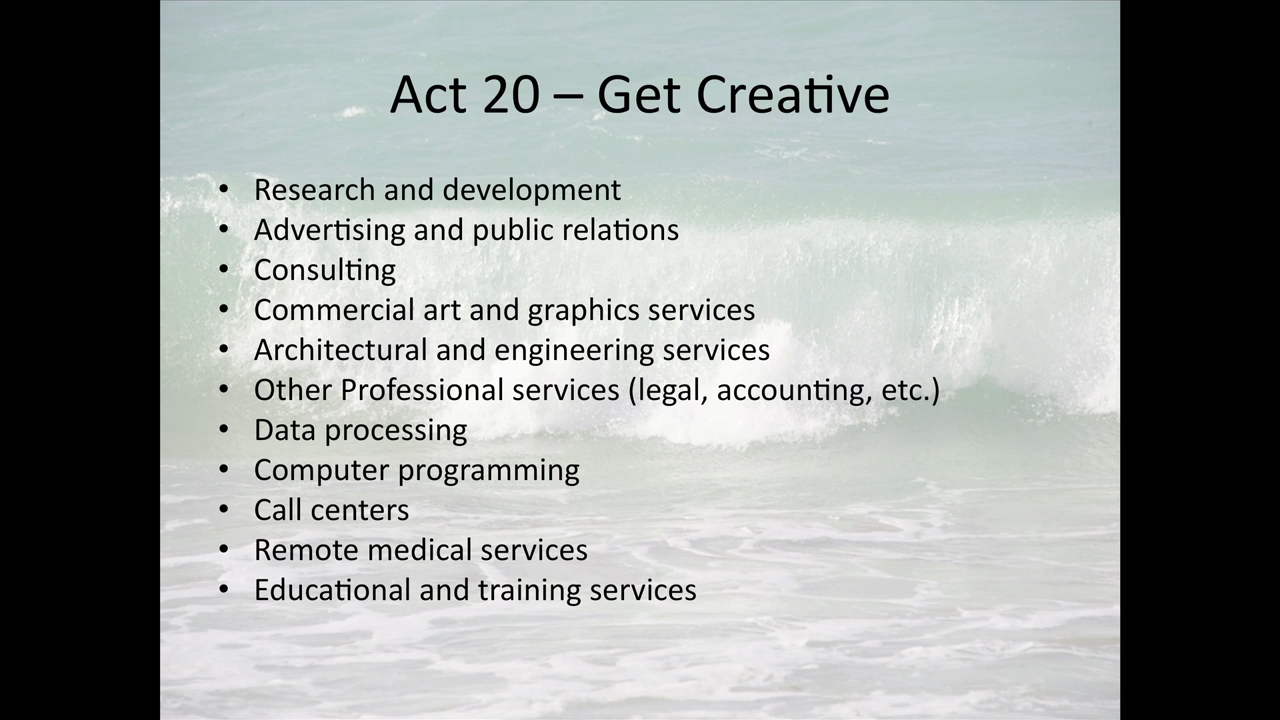 Act 20 – Get Creative
• Research and development
• Advertising and public relations
• Consulting
• Commercial art and graphics services
• Architectural and engineering services
• Other Professional services (legal, accounting, etc.)
• Data processing
• Computer programming
• Call centers
• Remote medical services
• Educational and training services